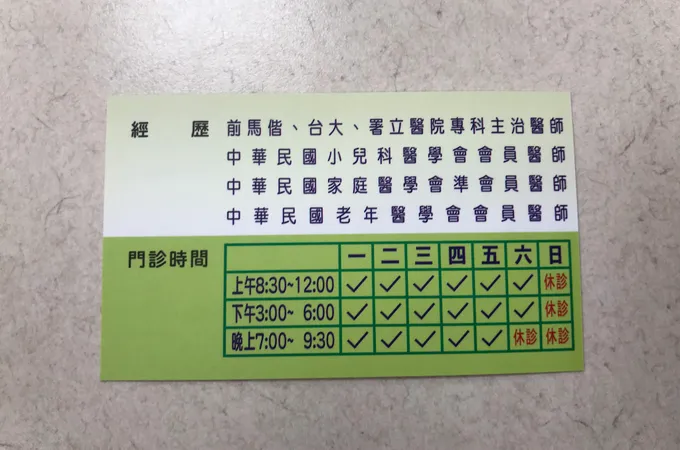 經歷 前馬偕、台大、署立醫院專科主治醫師
中華民國小兒科醫學會會員醫師
中華民國家庭醫學會準會員醫師
中華民國老年醫學會會員醫師
門診時間 一 二 三 四 五 六 日
上午8:30~12:00 ✓ ✓ ✓ ✓ ✓ ✓ 休診
下午3:00~ 6:00 ✓ ✓ ✓ ✓ ✓ ✓ 休診
晚上7:00~ 9:30 ✓ ✓ ✓ ✓ ✓ 休診 休診